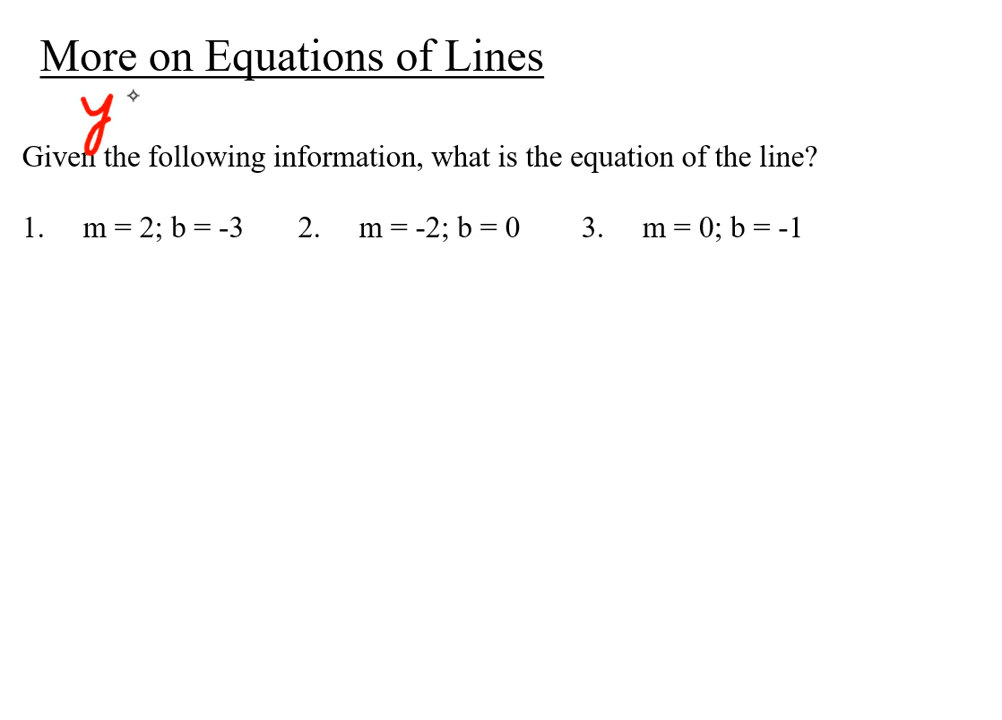 More on Equations of Lines
y
Given the following information, what is the equation of the line?
1. m = 2; b = -3 2. m = -2; b = 0 3. m = 0; b = -1